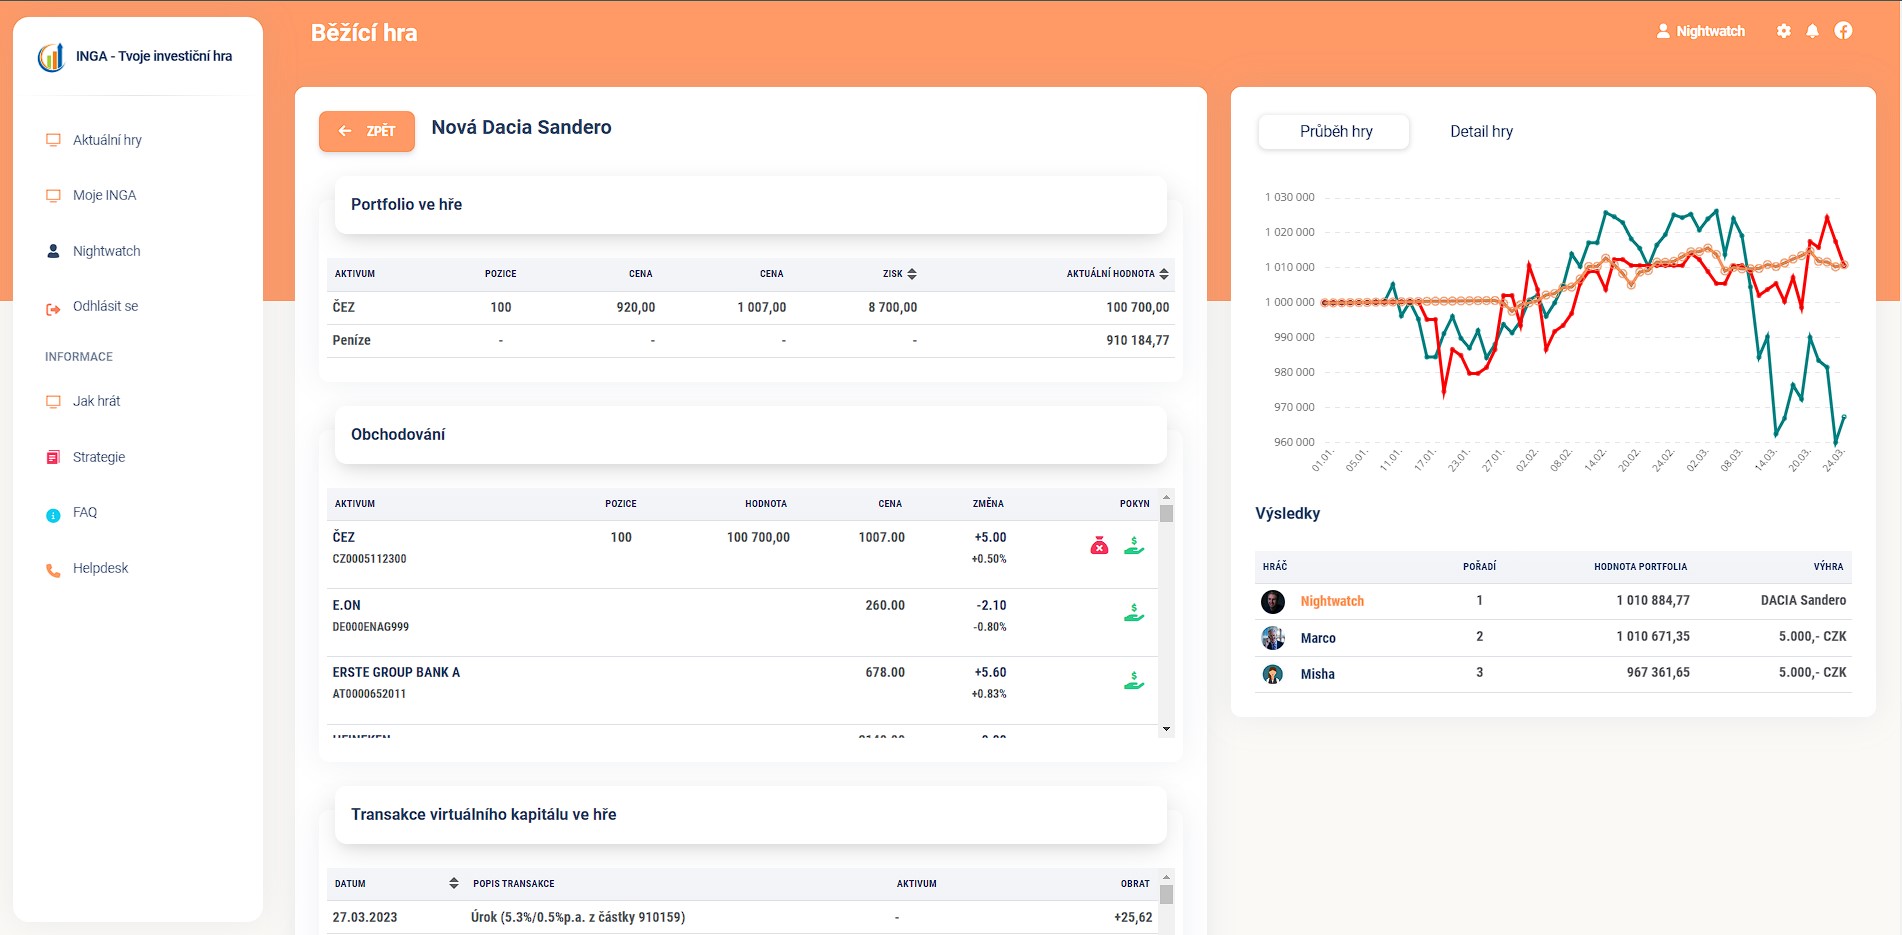 INGA - Tvoje investiční hra
Aktuální hry
Moje INGA
Nightwatch
Odhlásit se
INFORMACE
Jak hrát
Strategie
FAQ
Helpdesk
Běžící hra
Nightwatch
ZPĚT
Nová Dacia Sandero
Portfolio ve hře
AKTIVUM POZICE CENA CENA ZISK AKTUÁLNÍ HODNOTA
ČEZ 100 920,00 1 007,00 8 700,00 100 700,00
Peníze - - - - 910 184,77
Obchodování
AKTIVUM POZICE HODNOTA CENA ZMĚNA POKYN
ČEZ 100 100 700,00 1007.00 +5.00
CZ0005112300 +0.50%
E.ON 260.00 -2.10
DE000ENAG999 -0.80%
ERSTE GROUP BANK A 678.00 +5.60
AT0000652011 +0.83%
Transakce virtuálního kapitálu ve hře
DATUM POPIS TRANSAKCE AKTIVUM OBRAT
27.03.2023 Úrok (5.3%/0.5%p.a. z částky 910159) - +25,62
Průběh hry
Detail hry
1 030 000
1 020 000
1 010 000
1 000 000
990 000
980 000
970 000
960 000
01.01. 05.01. 11.01. 17.01. 23.01. 27.01. 02.02. 08.02. 14.02. 20.02. 24.02. 02.03. 08.03. 14.03. 20.03. 24.03.
Výsledky
HRÁČ POŘADÍ HODNOTA PORTFOLIA VÝHRA
Nightwatch 1 1 010 884,77 DACIA Sandero
Marco 2 1 010 671,35 5.000,- CZK
Misha 3 967 361,65 5.000,- CZK